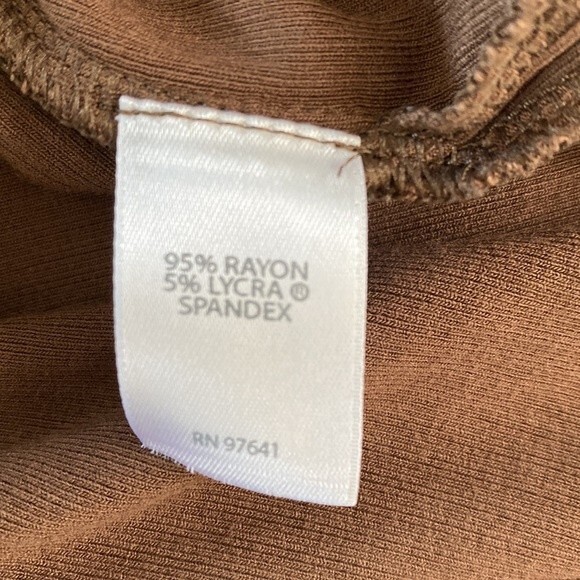 95% RAYON
5% LYCRA ®
SPANDEX
RN 97641